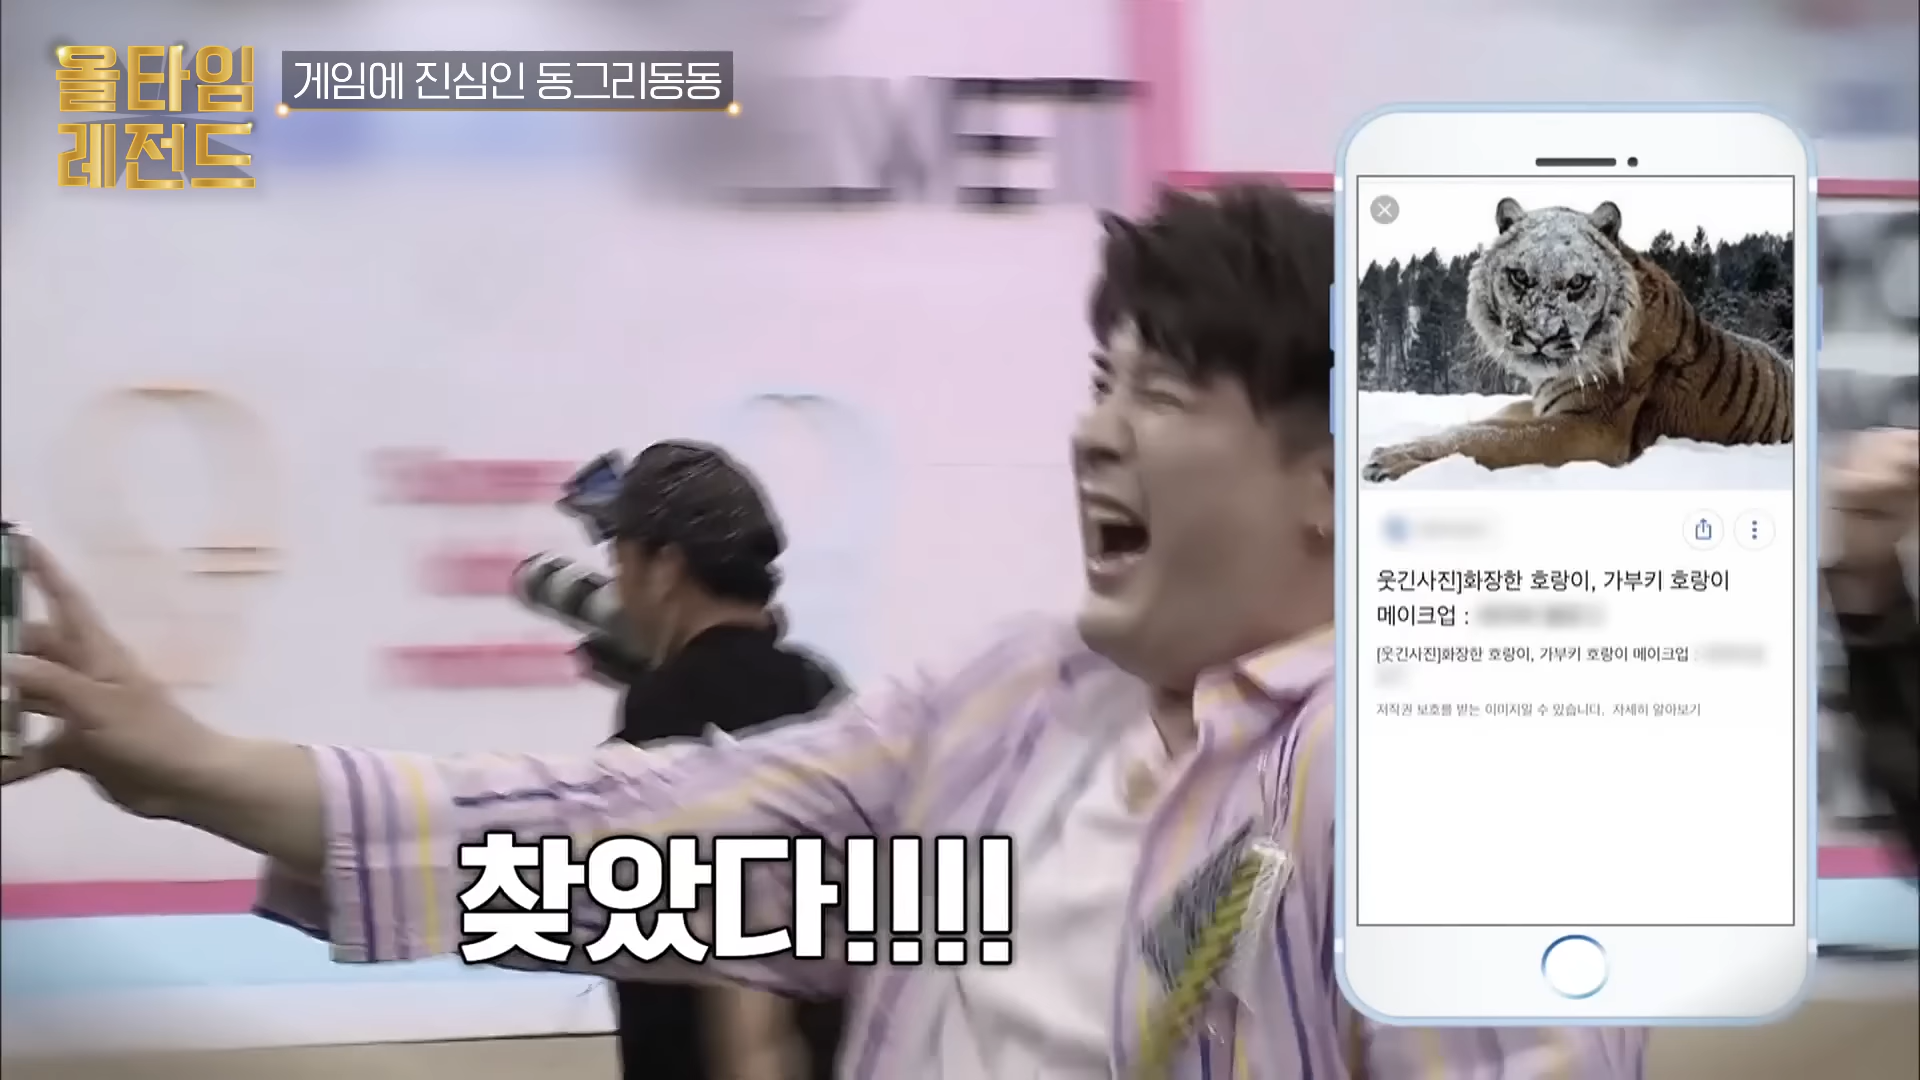 올타임
레전드
게임에 진심인 동그리동동
웃긴사진]화장한 호랑이, 가부키 호랑이
메이크업 :
[웃긴사진]화장한 호랑이, 가부키 호랑이 메이크업 :
저작권 보호를 받는 이미지일 수 있습니다. 자세히 알아보기
찾았다!!!!